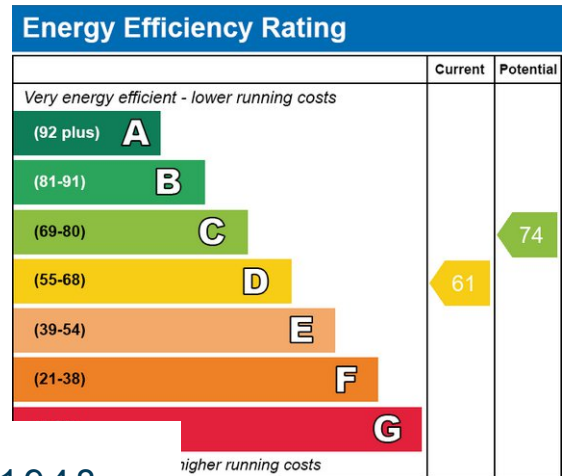 Energy Efficiency Rating
Current Potential
Very energy efficient - lower running costs
(92 plus) A
(81-91) B
(69-80) C 74
(55-68) D 61
(39-54) E
(21-38) F
G
higher running costs